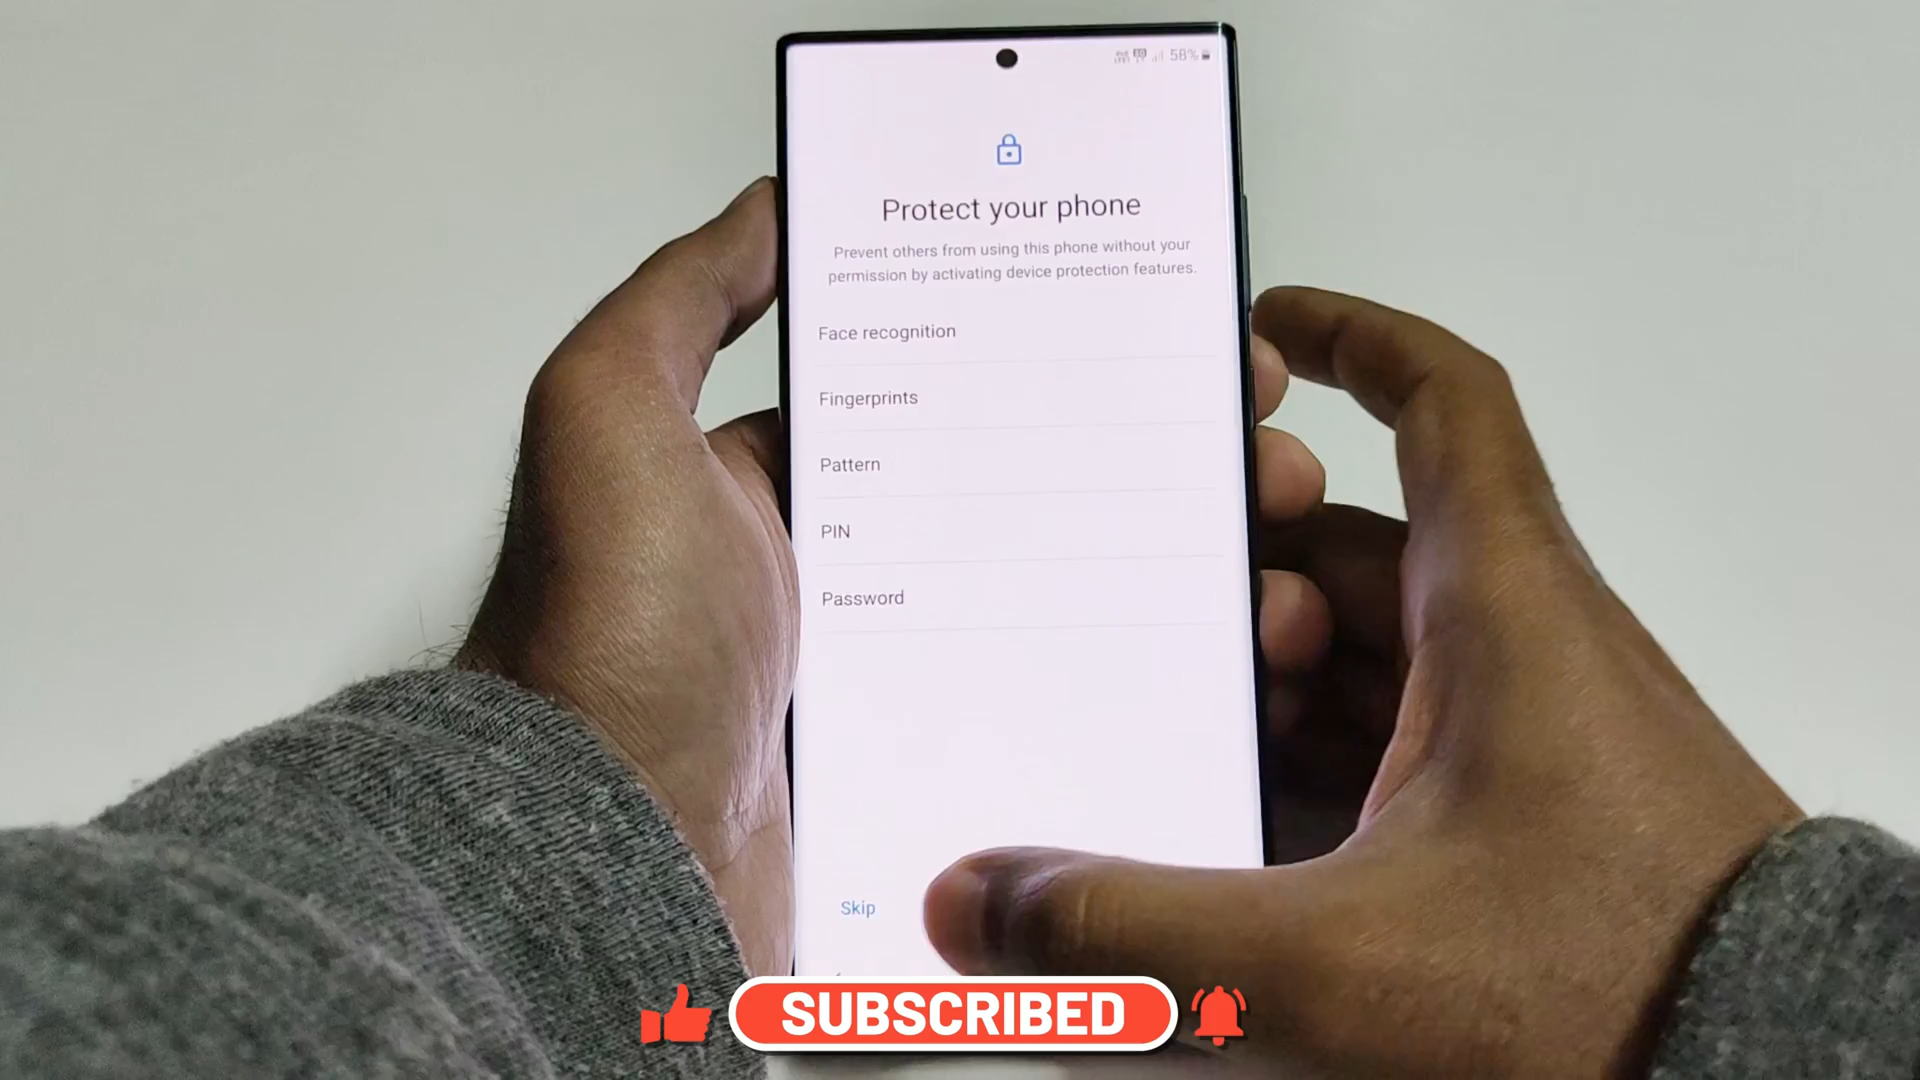 58%
Protect your phone
Prevent others from using this phone without your
permission by activating device protection features.
Face recognition
Fingerprints
Pattern
PIN
Password
Skip
SUBSCRIBED